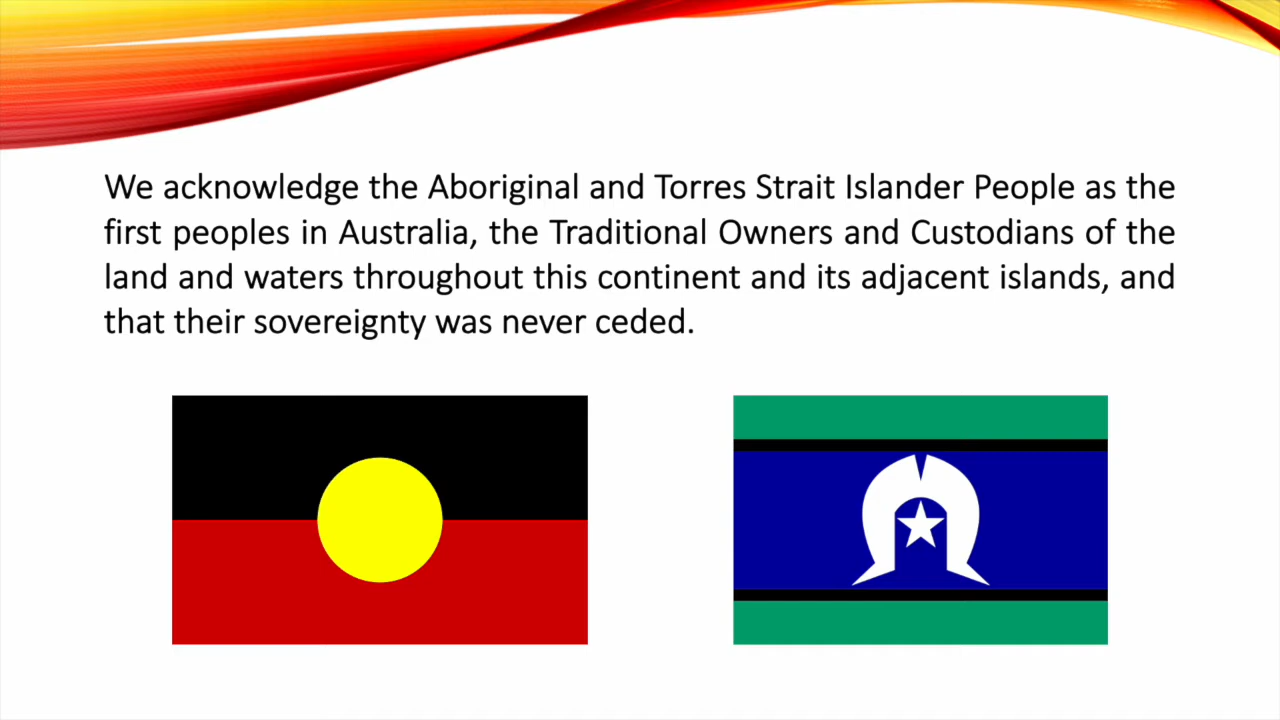 We acknowledge the Aboriginal and Torres Strait Islander People as the
first peoples in Australia, the Traditional Owners and Custodians of the
land and waters throughout this continent and its adjacent islands, and
that their sovereignty was never ceded.